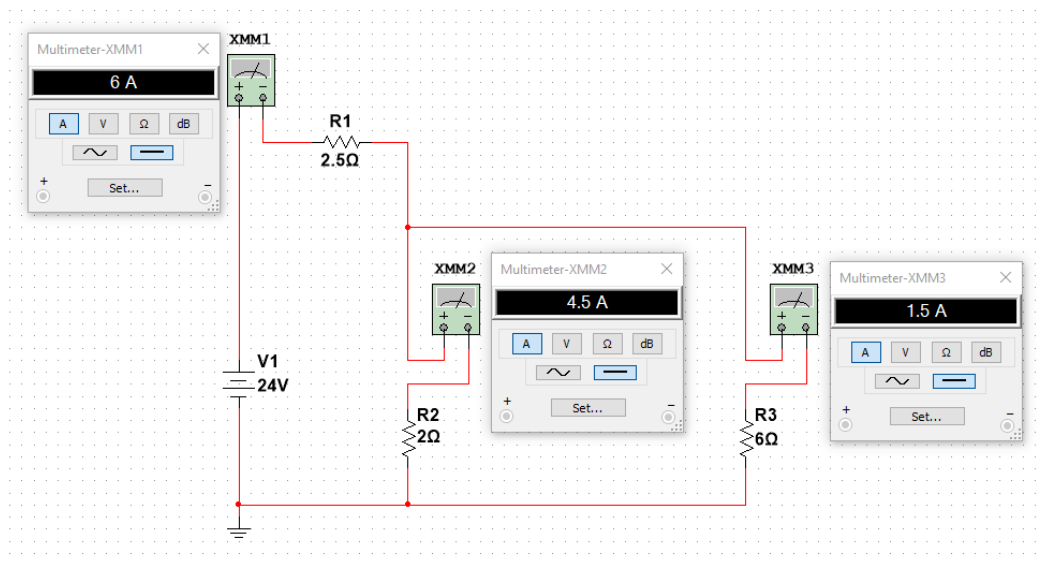 Multimeter-XMM1
6 A
A V Ω dB
+ Set... −
XMM1
+ −
R1
2.5Ω
V1
24V
XMM2
+ −
Multimeter-XMM2
4.5 A
A V Ω dB
+ Set... −
R2
2Ω
XMM3
+ −
Multimeter-XMM3
1.5 A
A V Ω dB
+ Set... −
R3
6Ω